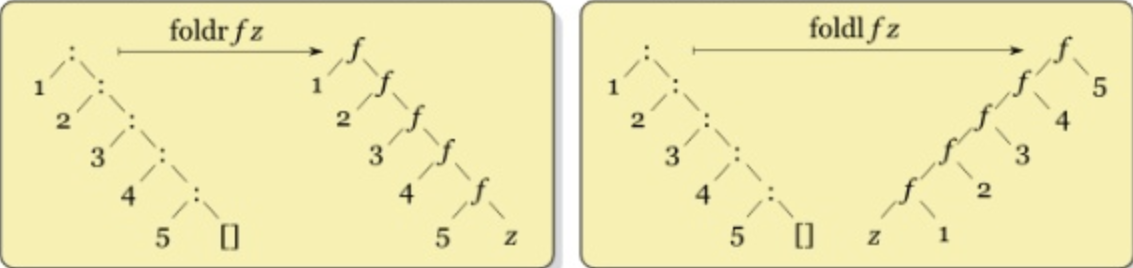 foldr f z
: f
1 : 1 f
2 : 2 f
3 : 3 f
4 : 4 f
5 [] 5 z
foldl f z
: f
1 : f 5
2 : f 4
3 : f 3
4 : f 2
5 [] z 1